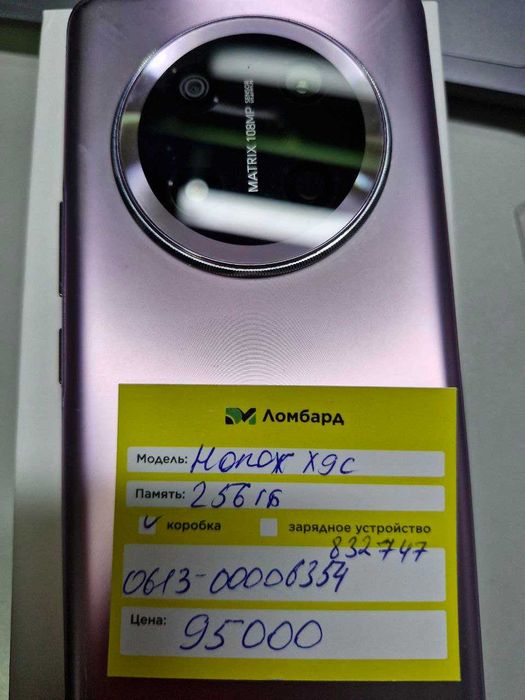 MATRIX 108MP
Ломбард
Модель: Honor X9c
Память: 256 гб
коробка
зарядное устройство
832747
0613-00006354
Цена: 95000